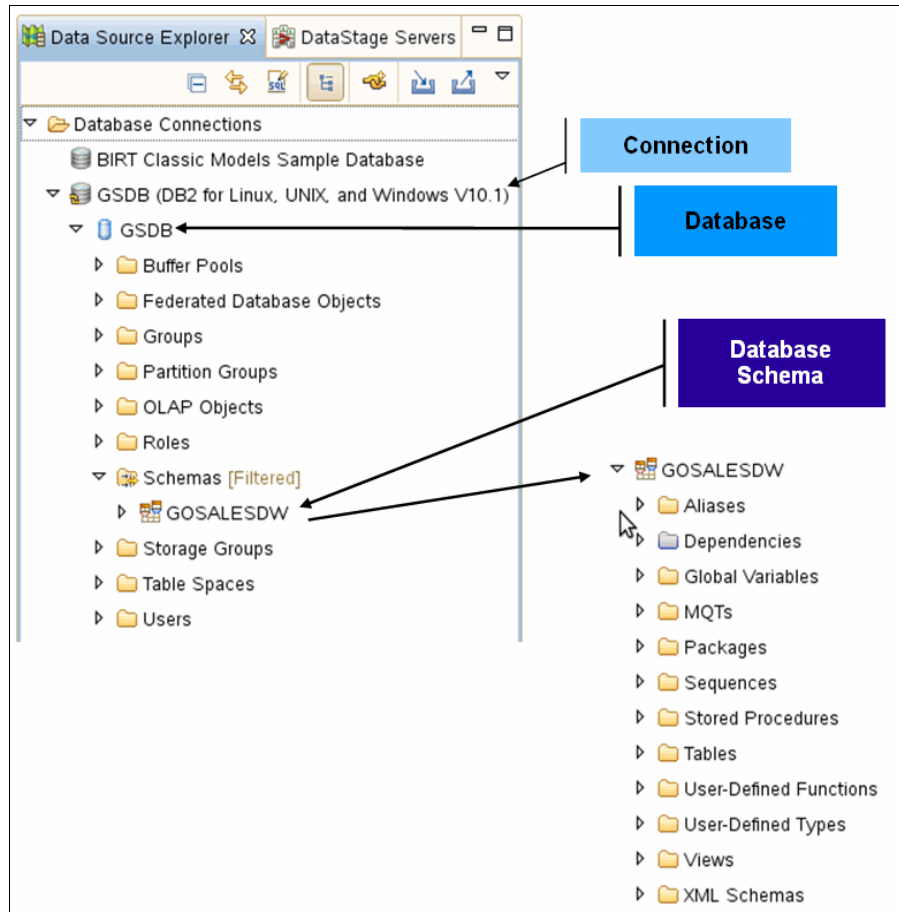 Data Source Explorer DataStage Servers
SQL
Database Connections
BIRT Classic Models Sample Database
GSDB (DB2 for Linux, UNIX, and Windows V10.1)
GSDB
Buffer Pools
Federated Database Objects
Groups
Partition Groups
OLAP Objects
Roles
Schemas [Filtered]
GOSALESDW
Storage Groups
Table Spaces
Users
Connection
Database
Database
Schema
GOSALESDW
Aliases
Dependencies
Global Variables
MQTs
Packages
Sequences
Stored Procedures
Tables
User-Defined Functions
User-Defined Types
Views
XML Schemas